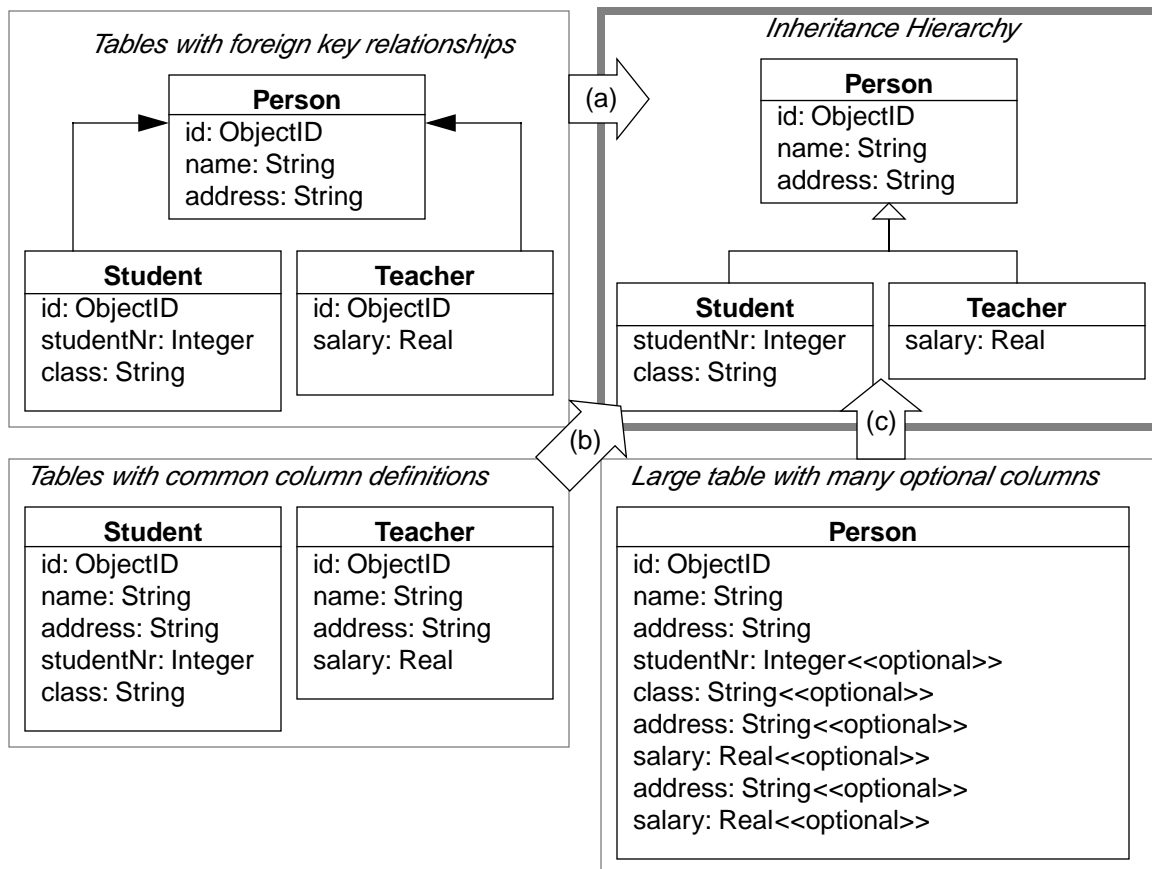 Tables with foreign key relationships
Person
id: ObjectID
name: String
address: String
Student
id: ObjectID
studentNr: Integer
class: String
Teacher
id: ObjectID
salary: Real
(a)
Inheritance Hierarchy
Person
id: ObjectID
name: String
address: String
Student
studentNr: Integer
class: String
Teacher
salary: Real
(b)
(c)
Tables with common column definitions
Student
id: ObjectID
name: String
address: String
studentNr: Integer
class: String
Teacher
id: ObjectID
name: String
address: String
salary: Real
Large table with many optional columns
Person
id: ObjectID
name: String
address: String
studentNr: Integer<<optional>>
class: String<<optional>>
address: String<<optional>>
salary: Real<<optional>>
address: String<<optional>>
salary: Real<<optional>>